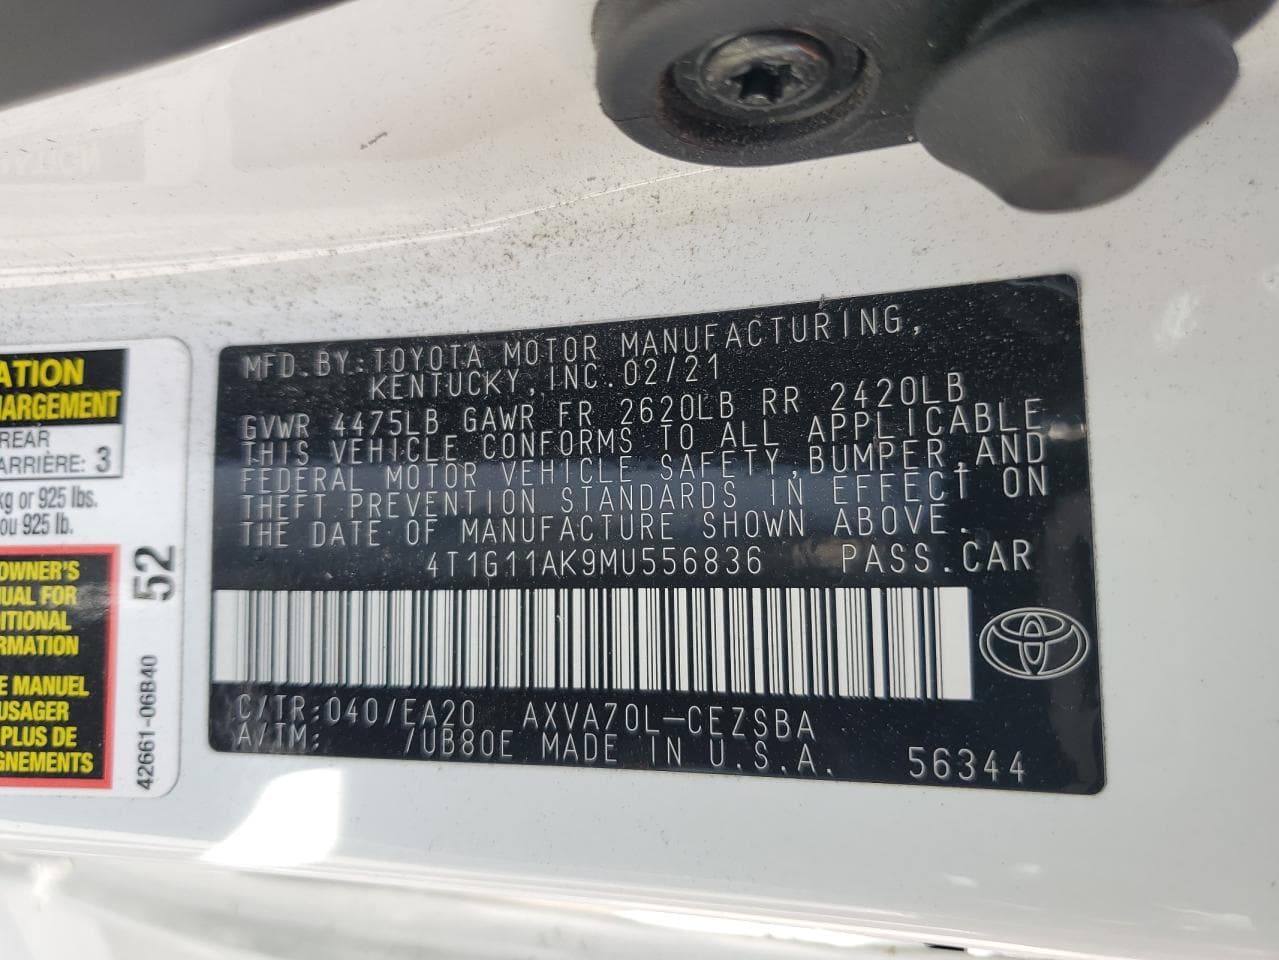 MFD.BY:TOYOTA MOTOR MANUFACTURING,
KENTUCKY,INC.02/21
GVWR 4475LB GAWR FR 2620LB RR 2420LB
THIS VEHICLE CONFORMS TO ALL APPLICABLE
FEDERAL MOTOR VEHICLE SAFETY,BUMPER,AND
THEFT PREVENTION STANDARDS IN EFFECT ON
THE DATE OF MANUFACTURE SHOWN ABOVE.
4T1G11AK9MU556836 PASS.CAR
C/TR:040/EA20 AXVA70L-CEZSBA
A/TM: /UB80E MADE IN U.S.A. 56344
ATION
HARGEMENT
REAR
ARRIÈRE: 3
kg or 925 lbs.
ou 925 lb.
OWNER'S
UAL FOR
ITIONAL
RMATION
E MANUEL
USAGER
PLUS DE
GNEMENTS
52
42661-06B40